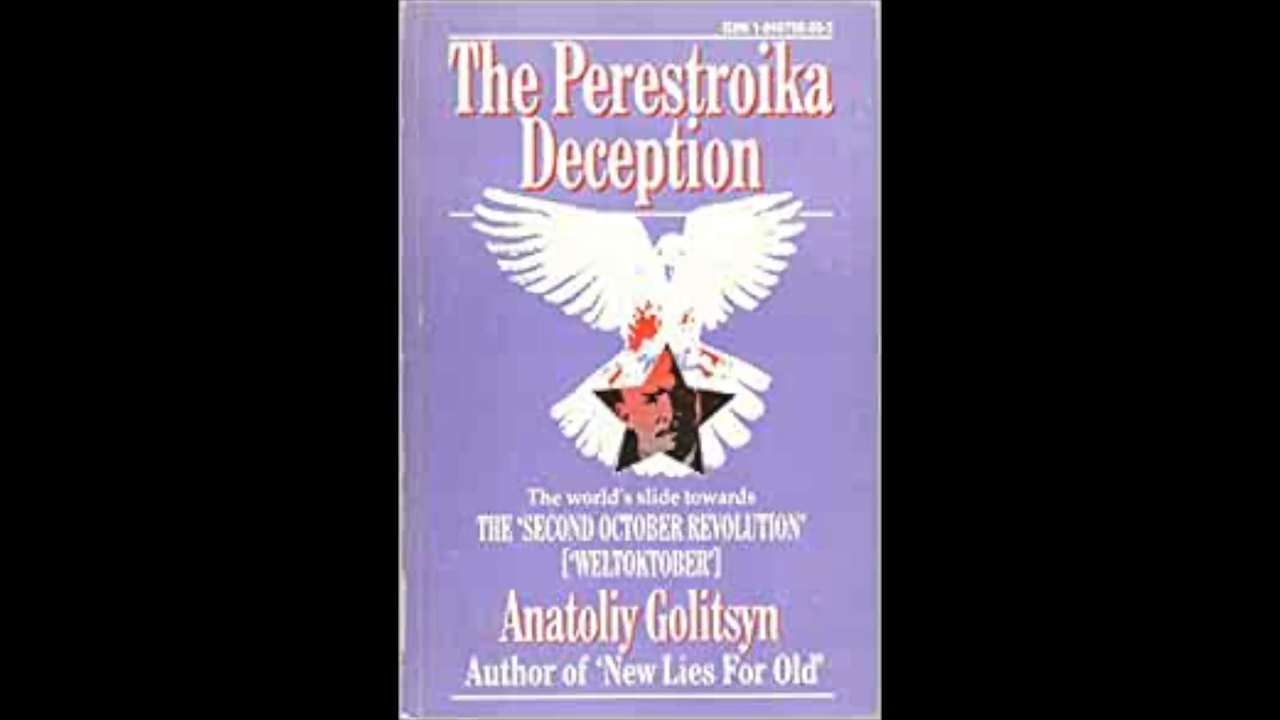 The Perestroika
Deception
The world's slide towards
THE "SECOND OCTOBER REVOLUTION"
["WELTOKTOBER"]
Anatoliy Golitsyn
Author of 'New Lies For Old'